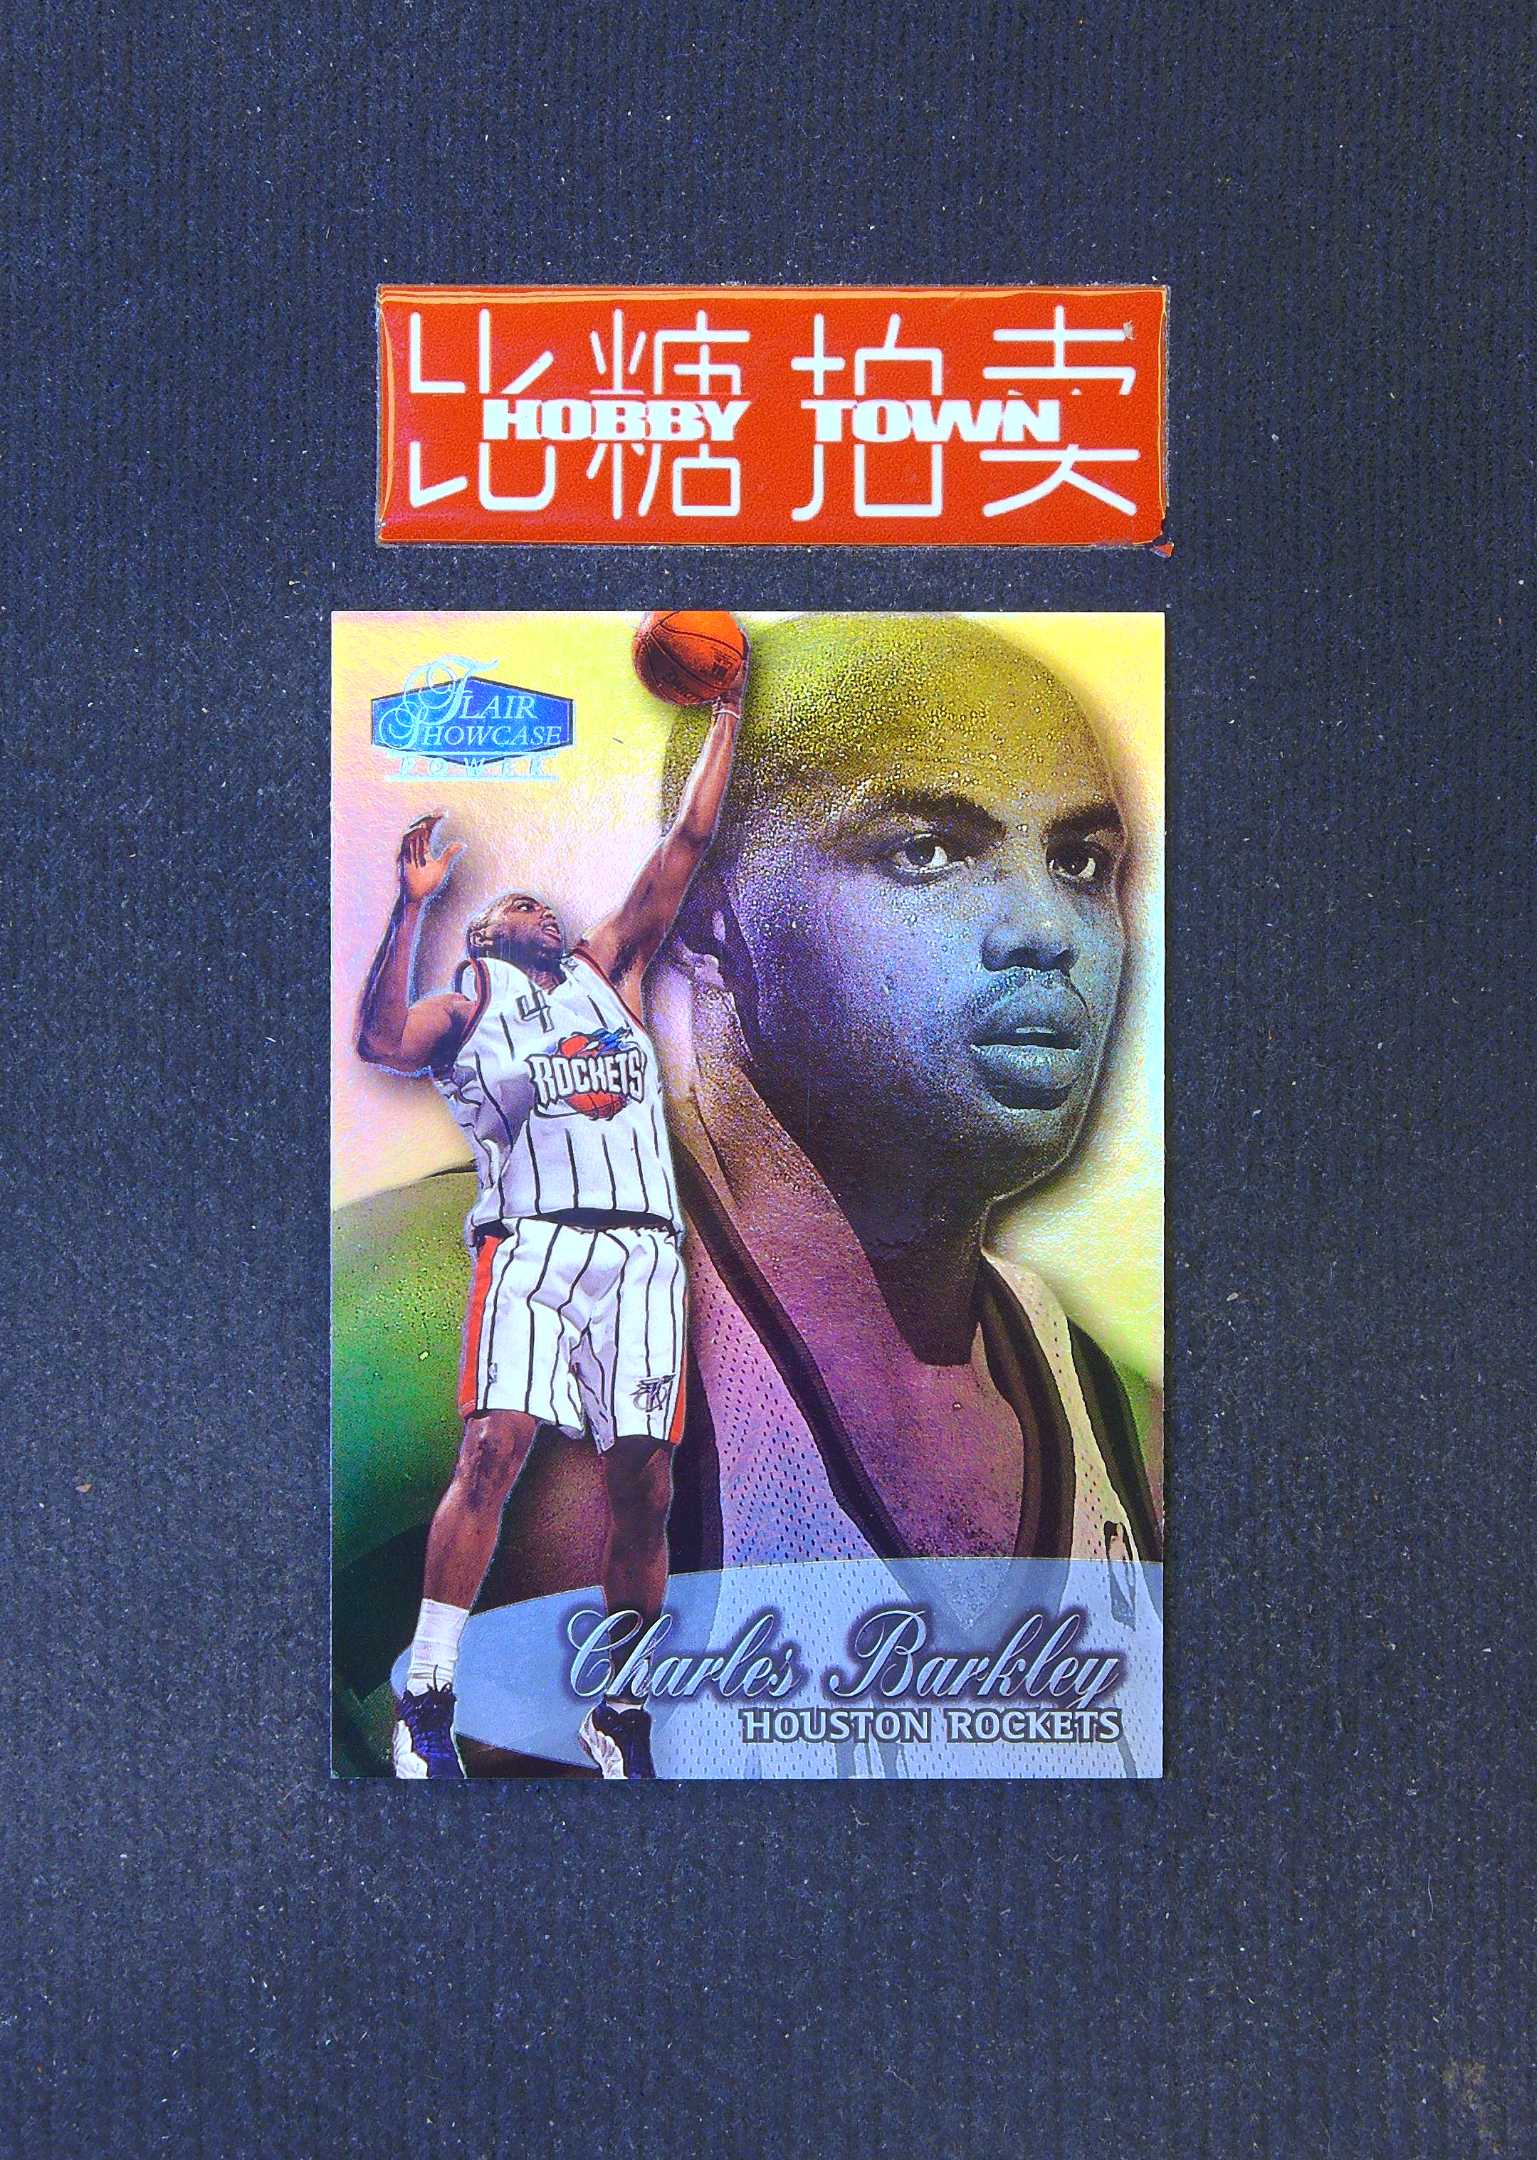 比糖拍卖
HOBBY TOWN
FLAIR
SHOWCASE
POWER
4
ROCKETS
Charles Barkley
HOUSTON ROCKETS